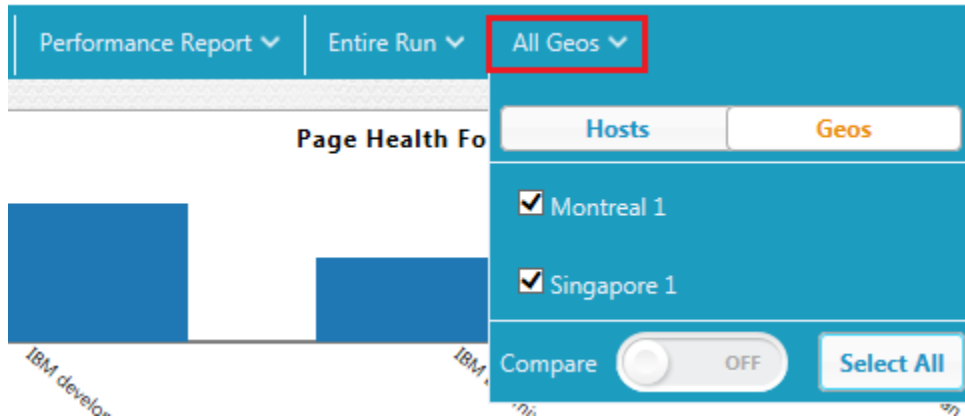 Performance Report Entire Run All Geos
Page Health Fo
Hosts Geos
Montreal 1
Singapore 1
Compare OFF Select All
IBM develo
IBM